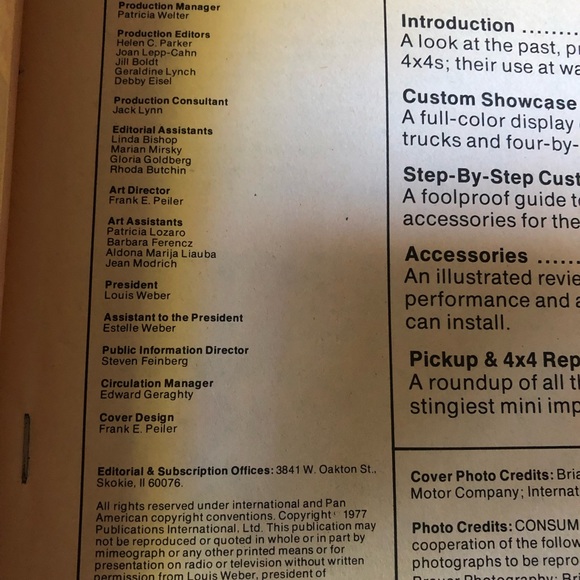 Production Manager
Patricia Welter
Production Editors
Helen C. Parker
Joan Lepp-Cahn
Jill Boldt
Geraldine Lynch
Debby Eisel
Production Consultant
Jack Lynn
Editorial Assistants
Linda Bishop
Marian Mirsky
Gloria Goldberg
Rhoda Butchin
Art Director
Frank E. Peiler
Art Assistants
Patricia Lozaro
Barbara Ferencz
Aldona Marija Liauba
Jean Modrich
President
Louis Weber
Assistant to the President
Estelle Weber
Public Information Director
Steven Feinberg
Circulation Manager
Edward Geraghty
Cover Design
Frank E. Peiler
Editorial & Subscription Offices: 3841 W. Oakton St.,
Skokie, Il 60076.
All rights reserved under international and Pan
American copyright conventions. Copyright 1977
Publications International, Ltd. This publication may
not be reproduced or quoted in whole or in part by
mimeograph or any other printed means or for
presentation on radio or television without written
permission from Louis Weber, president of
Introduction ........
A look at the past,
4x4s; their use at
Custom Showcase
A full-color display
trucks and four-by-
Step-By-Step
A foolproof guide
accessories for the
Accessories ......
An illustrated
performance and
can install.
Pickup & 4x4
A roundup of all
stingiest mini
Cover Photo Credits:
Motor Company;
Photo Credits:
cooperation of the
photographs to be
Photography;